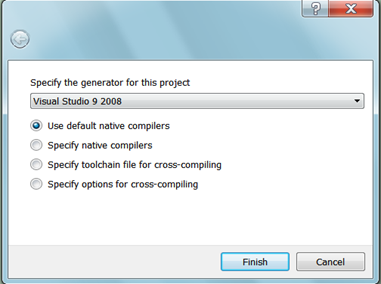 Specify the generator for this project
Visual Studio 9 2008
Use default native compilers
Specify native compilers
Specify toolchain file for cross-compiling
Specify options for cross-compiling
Finish Cancel